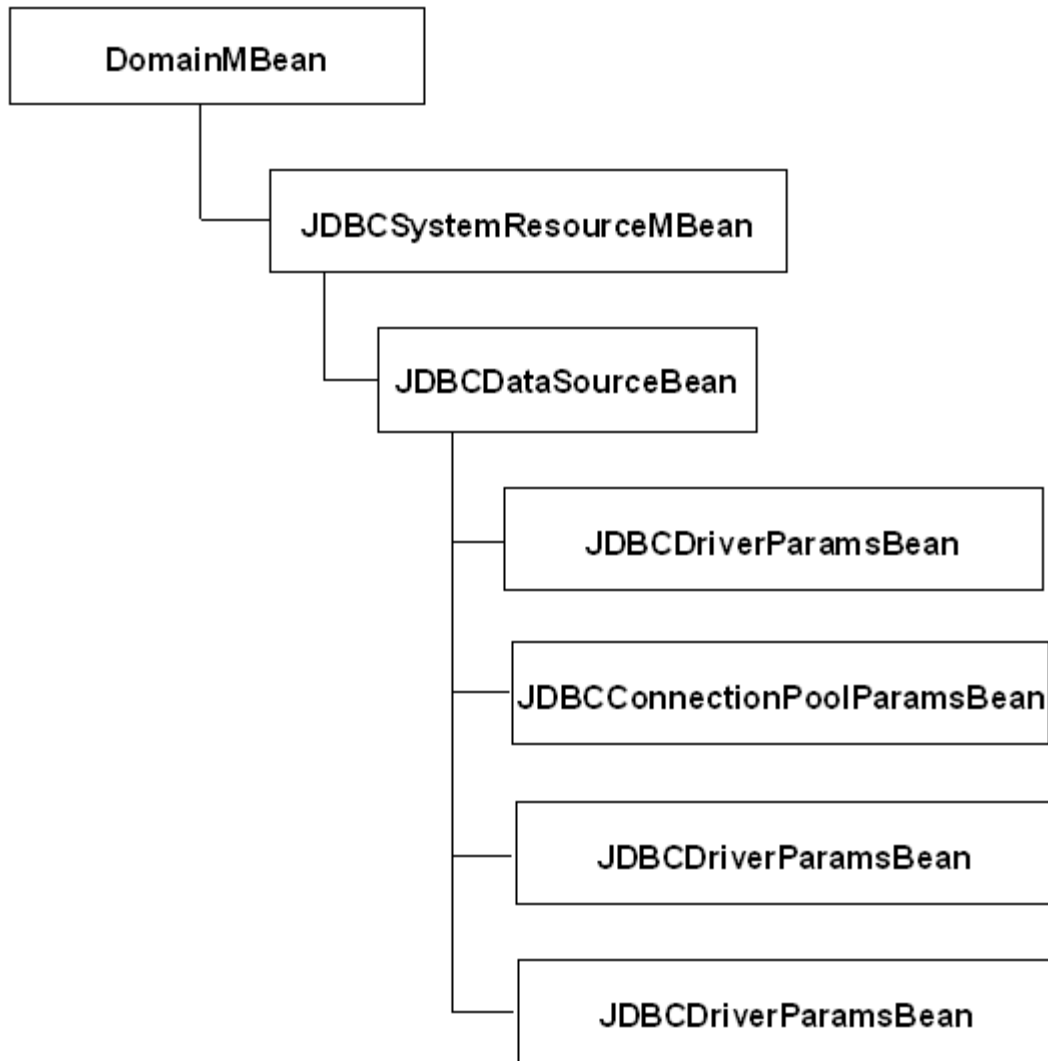 DomainMBean
JDBCSystemResourceMBean
JDBCDataSourceBean
JDBCDriverParamsBean
JDBCConnectionPoolParamsBean
JDBCDriverParamsBean
JDBCDriverParamsBean